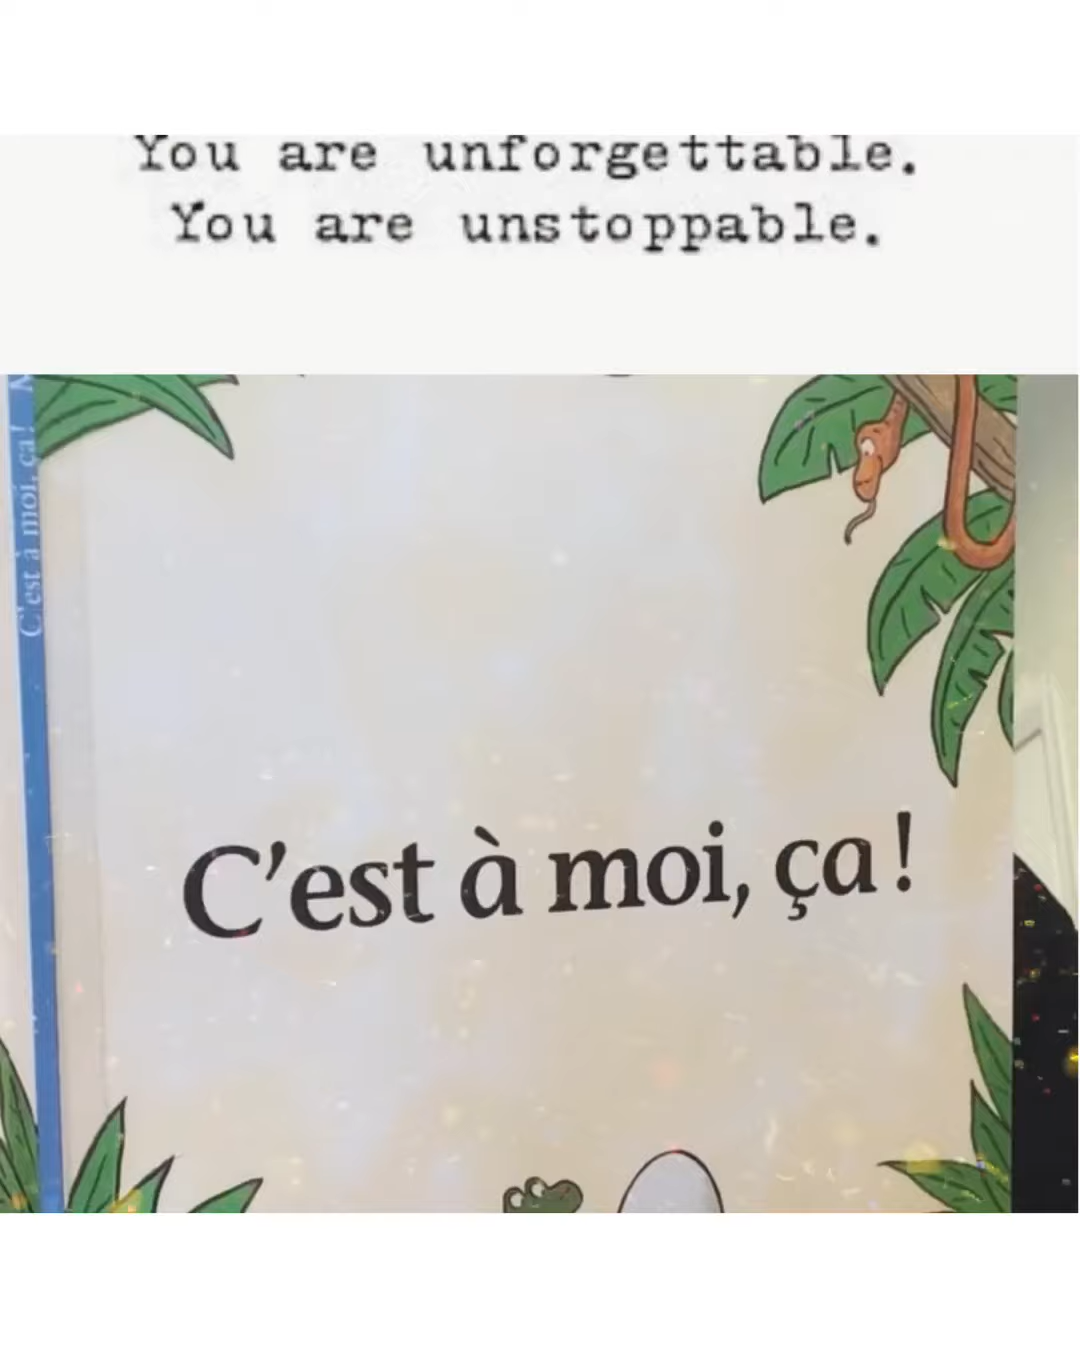 You are unforgettable.
You are unstoppable.
C'est à moi, ça!
C'est à moi, ça !